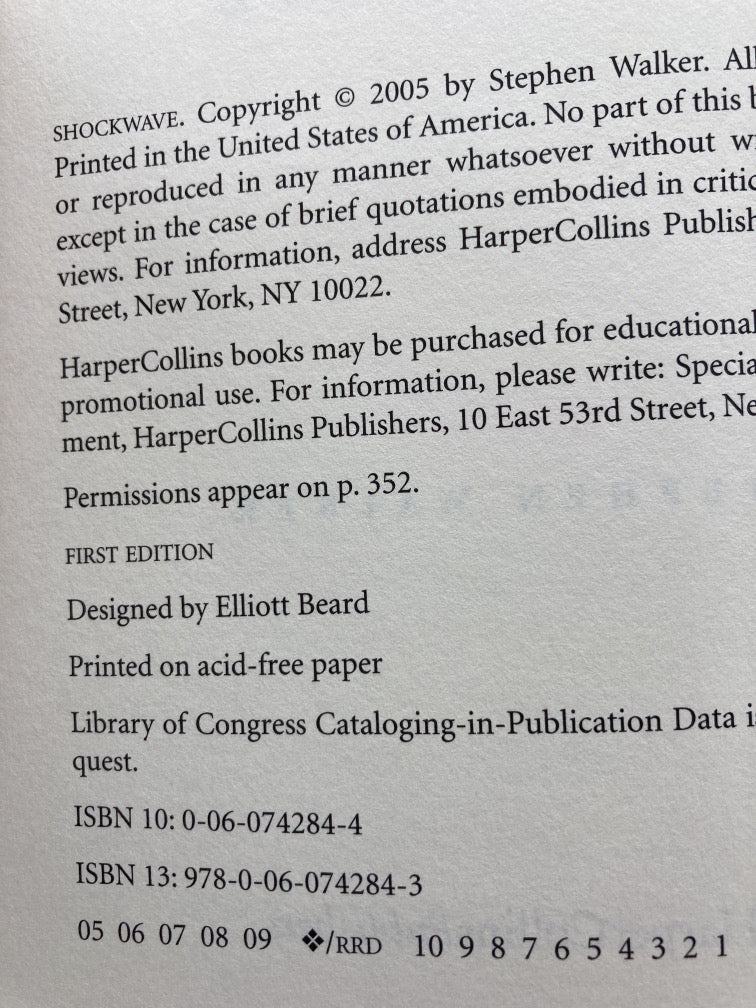 SHOCKWAVE. Copyright © 2005 by Stephen Walker. All
Printed in the United States of America. No part of this
or reproduced in any manner whatsoever without
except in the case of brief quotations embodied in
views. For information, address HarperCollins
Street, New York, NY 10022.
HarperCollins books may be purchased for educational
promotional use. For information, please write:
ment, HarperCollins Publishers, 10 East 53rd Street,
Permissions appear on p. 352.
FIRST EDITION
Designed by Elliott Beard
Printed on acid-free paper
Library of Congress Cataloging-in-Publication Data
quest.
ISBN 10: 0-06-074284-4
ISBN 13: 978-0-06-074284-3
05 06 07 08 09 ❖/RRD 10 9 8 7 6 5 4 3 2 1